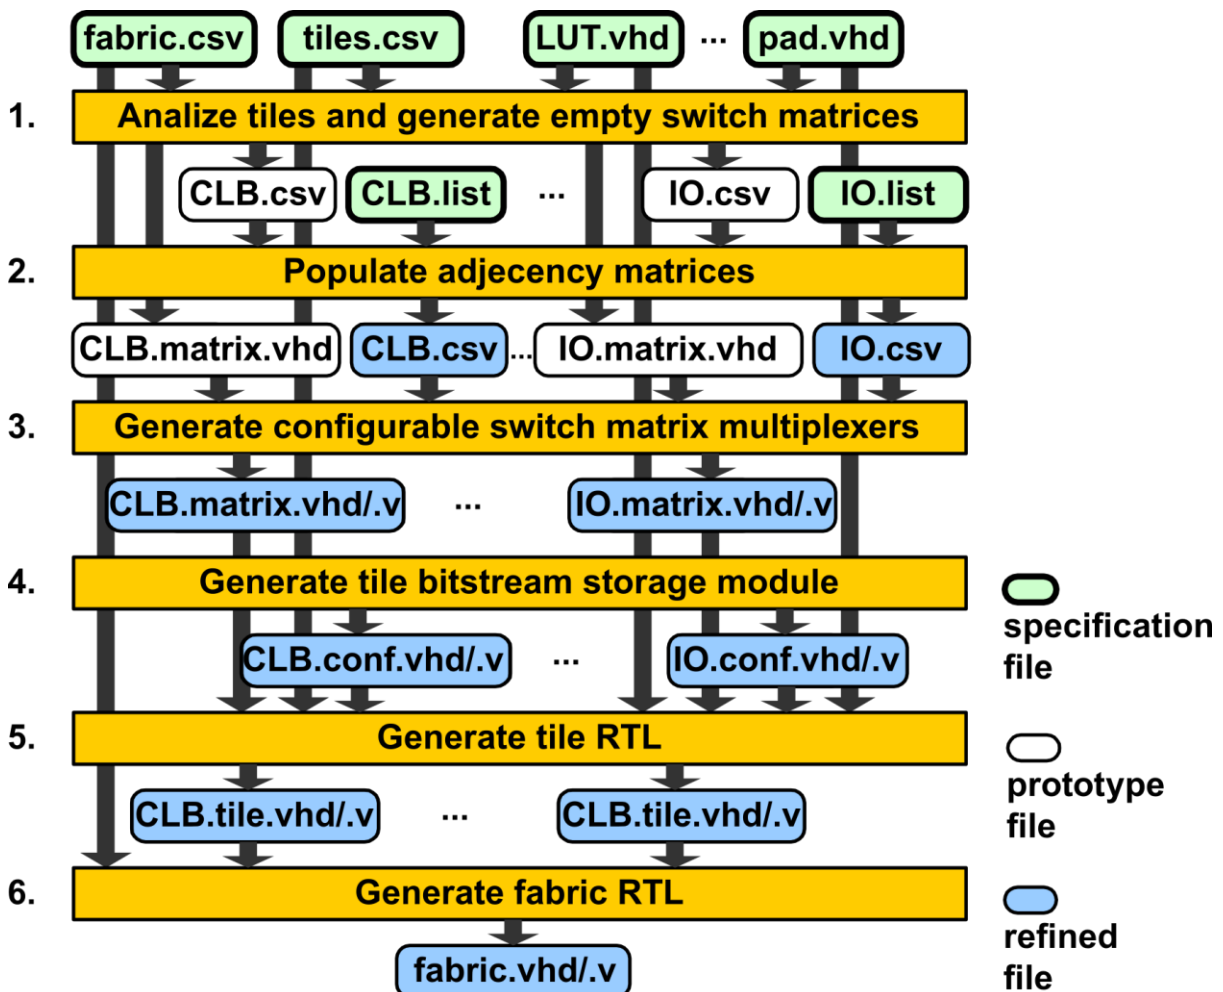 fabric.csv tiles.csv LUT.vhd ... pad.vhd
1. Analize tiles and generate empty switch matrices
CLB.csv CLB.list ... IO.csv IO.list
2. Populate adjecency matrices
CLB.matrix.vhd CLB.csv ... IO.matrix.vhd IO.csv
3. Generate configurable switch matrix multiplexers
CLB.matrix.vhd/.v ... IO.matrix.vhd/.v
4. Generate tile bitstream storage module
CLB.conf.vhd/.v ... IO.conf.vhd/.v
5. Generate tile RTL
CLB.tile.vhd/.v ... CLB.tile.vhd/.v
6. Generate fabric RTL
fabric.vhd/.v
specification
file
prototype
file
refined
file